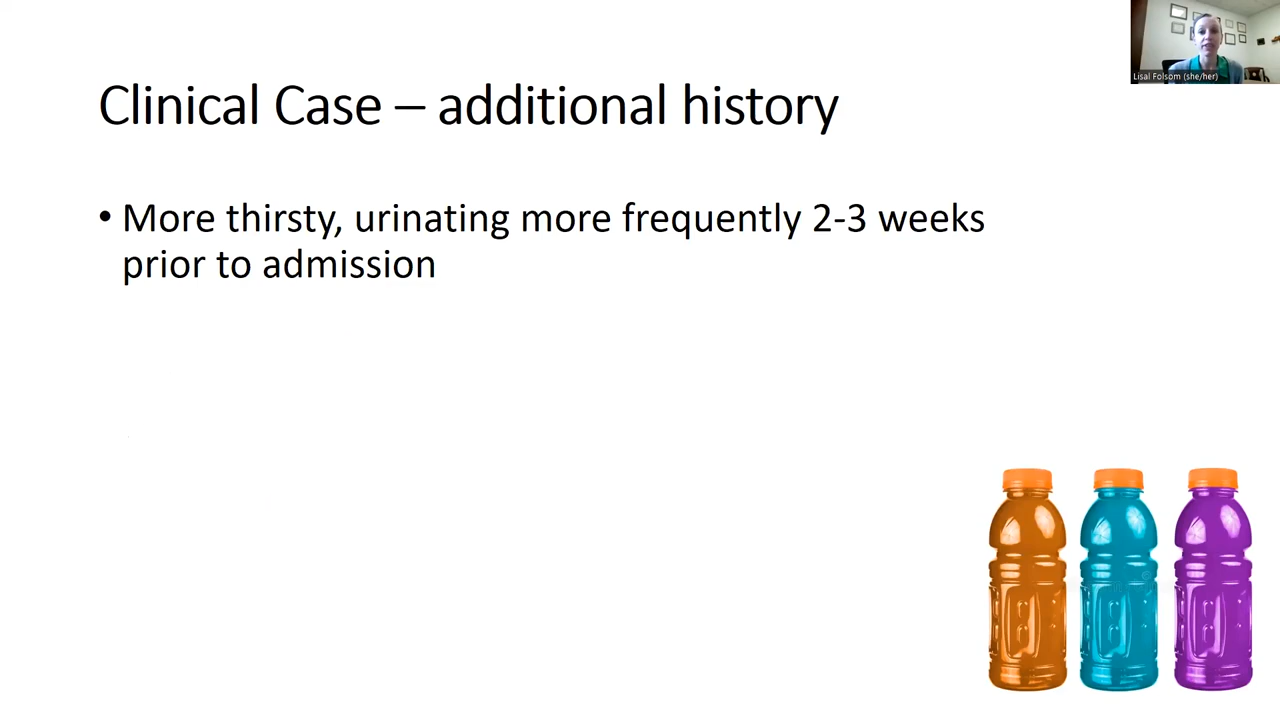 Lisal Folsom (she/her)
Clinical Case – additional history
• More thirsty, urinating more frequently 2-3 weeks
prior to admission